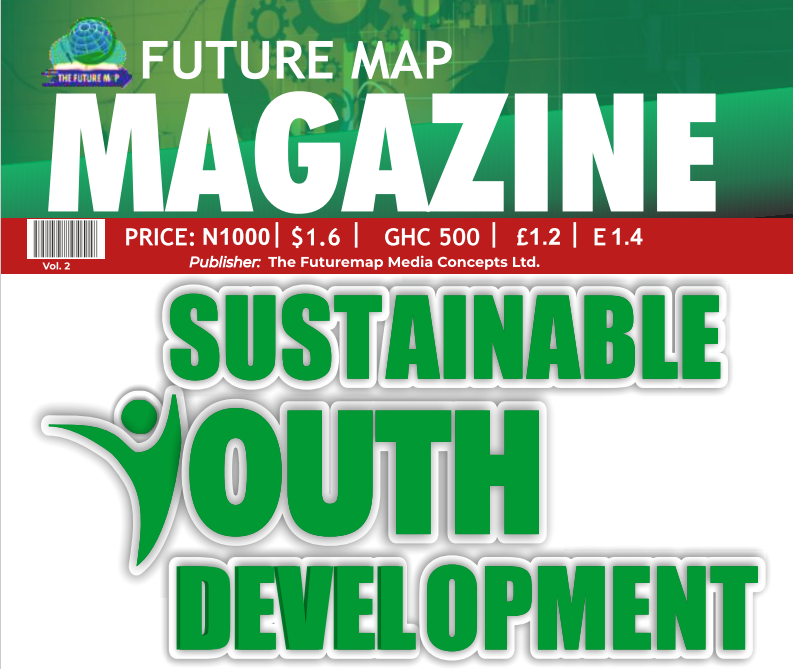 THE FUTURE MAP
FUTURE MAP
MAGAZINE
PRICE: N1000| $1.6 | GHC 500 | £1.2 | E 1.4
Vol. 2
Publisher: The Futuremap Media Concepts Ltd.
SUSTAINABLE
YOUTH
DEVELOPMENT